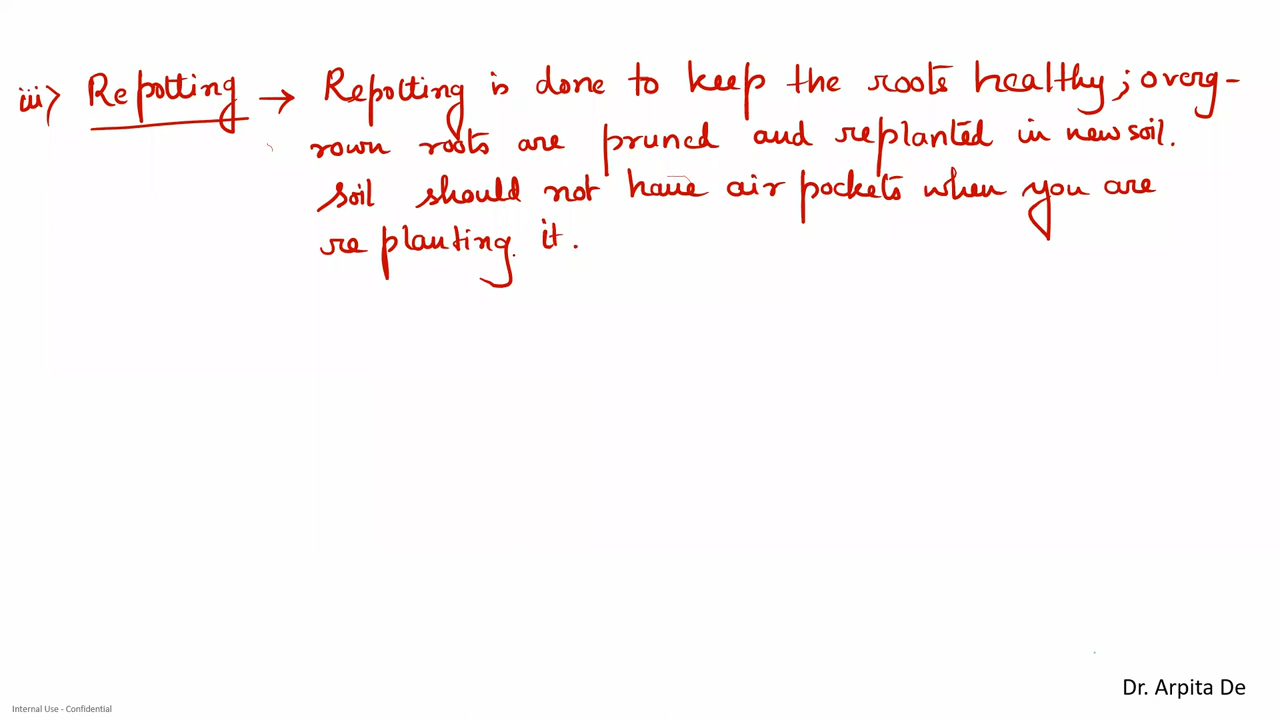 iii) Repotting → Repotting is done to keep the roots healthy; overg-
rown roots are pruned and replanted in new soil.
Soil should not have air pockets when you are
replanting it.
Dr. Arpita De
Internal Use - Confidential